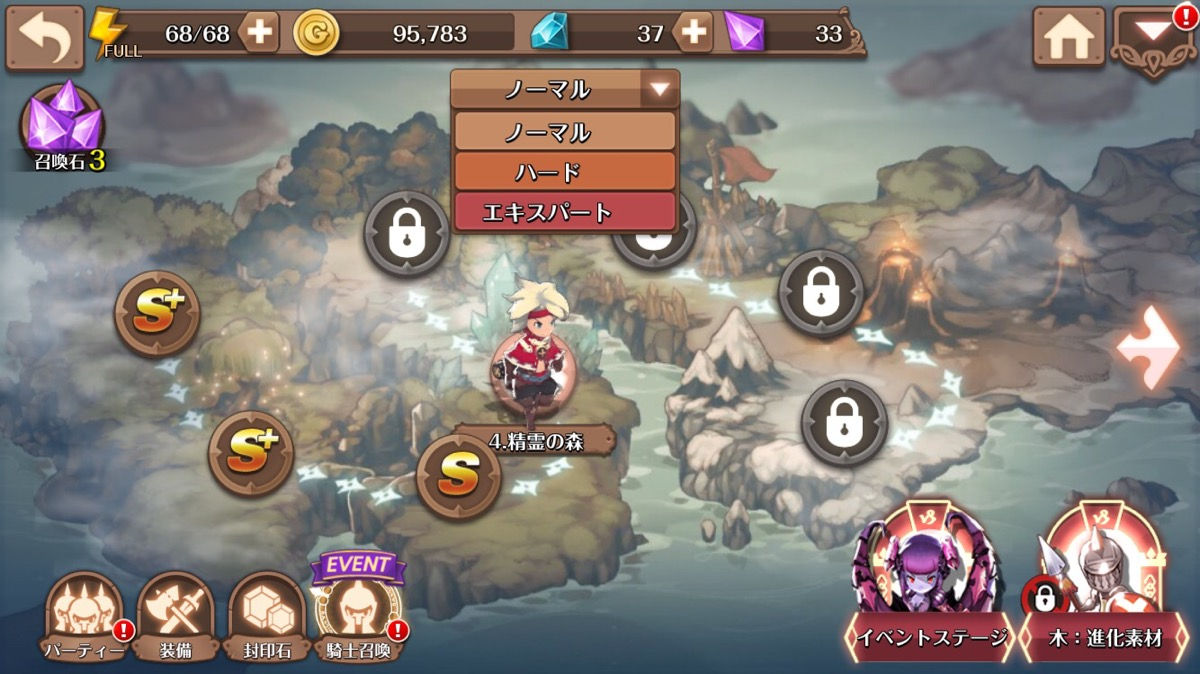 FULL
68/68
G
95,783
37
33
!
召喚石3
ノーマル
ノーマル
ハード
エキスパート
S+
S+
S
4.精霊の森
EVENT
!
!
パーティー
装備
封印石
騎士召喚
イベントステージ
木:進化素材